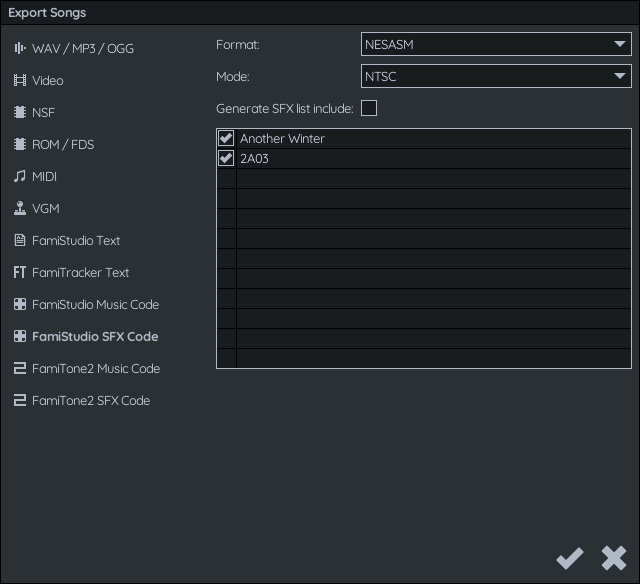 Export Songs
WAV / MP3 / OGG
Video
NSF
ROM / FDS
MIDI
VGM
FamiStudio Text
FT FamiTracker Text
FamiStudio Music Code
FamiStudio SFX Code
FamiTone2 Music Code
FamiTone2 SFX Code
Format: NESASM
Mode: NTSC
Generate SFX list include:
Another Winter
2A03